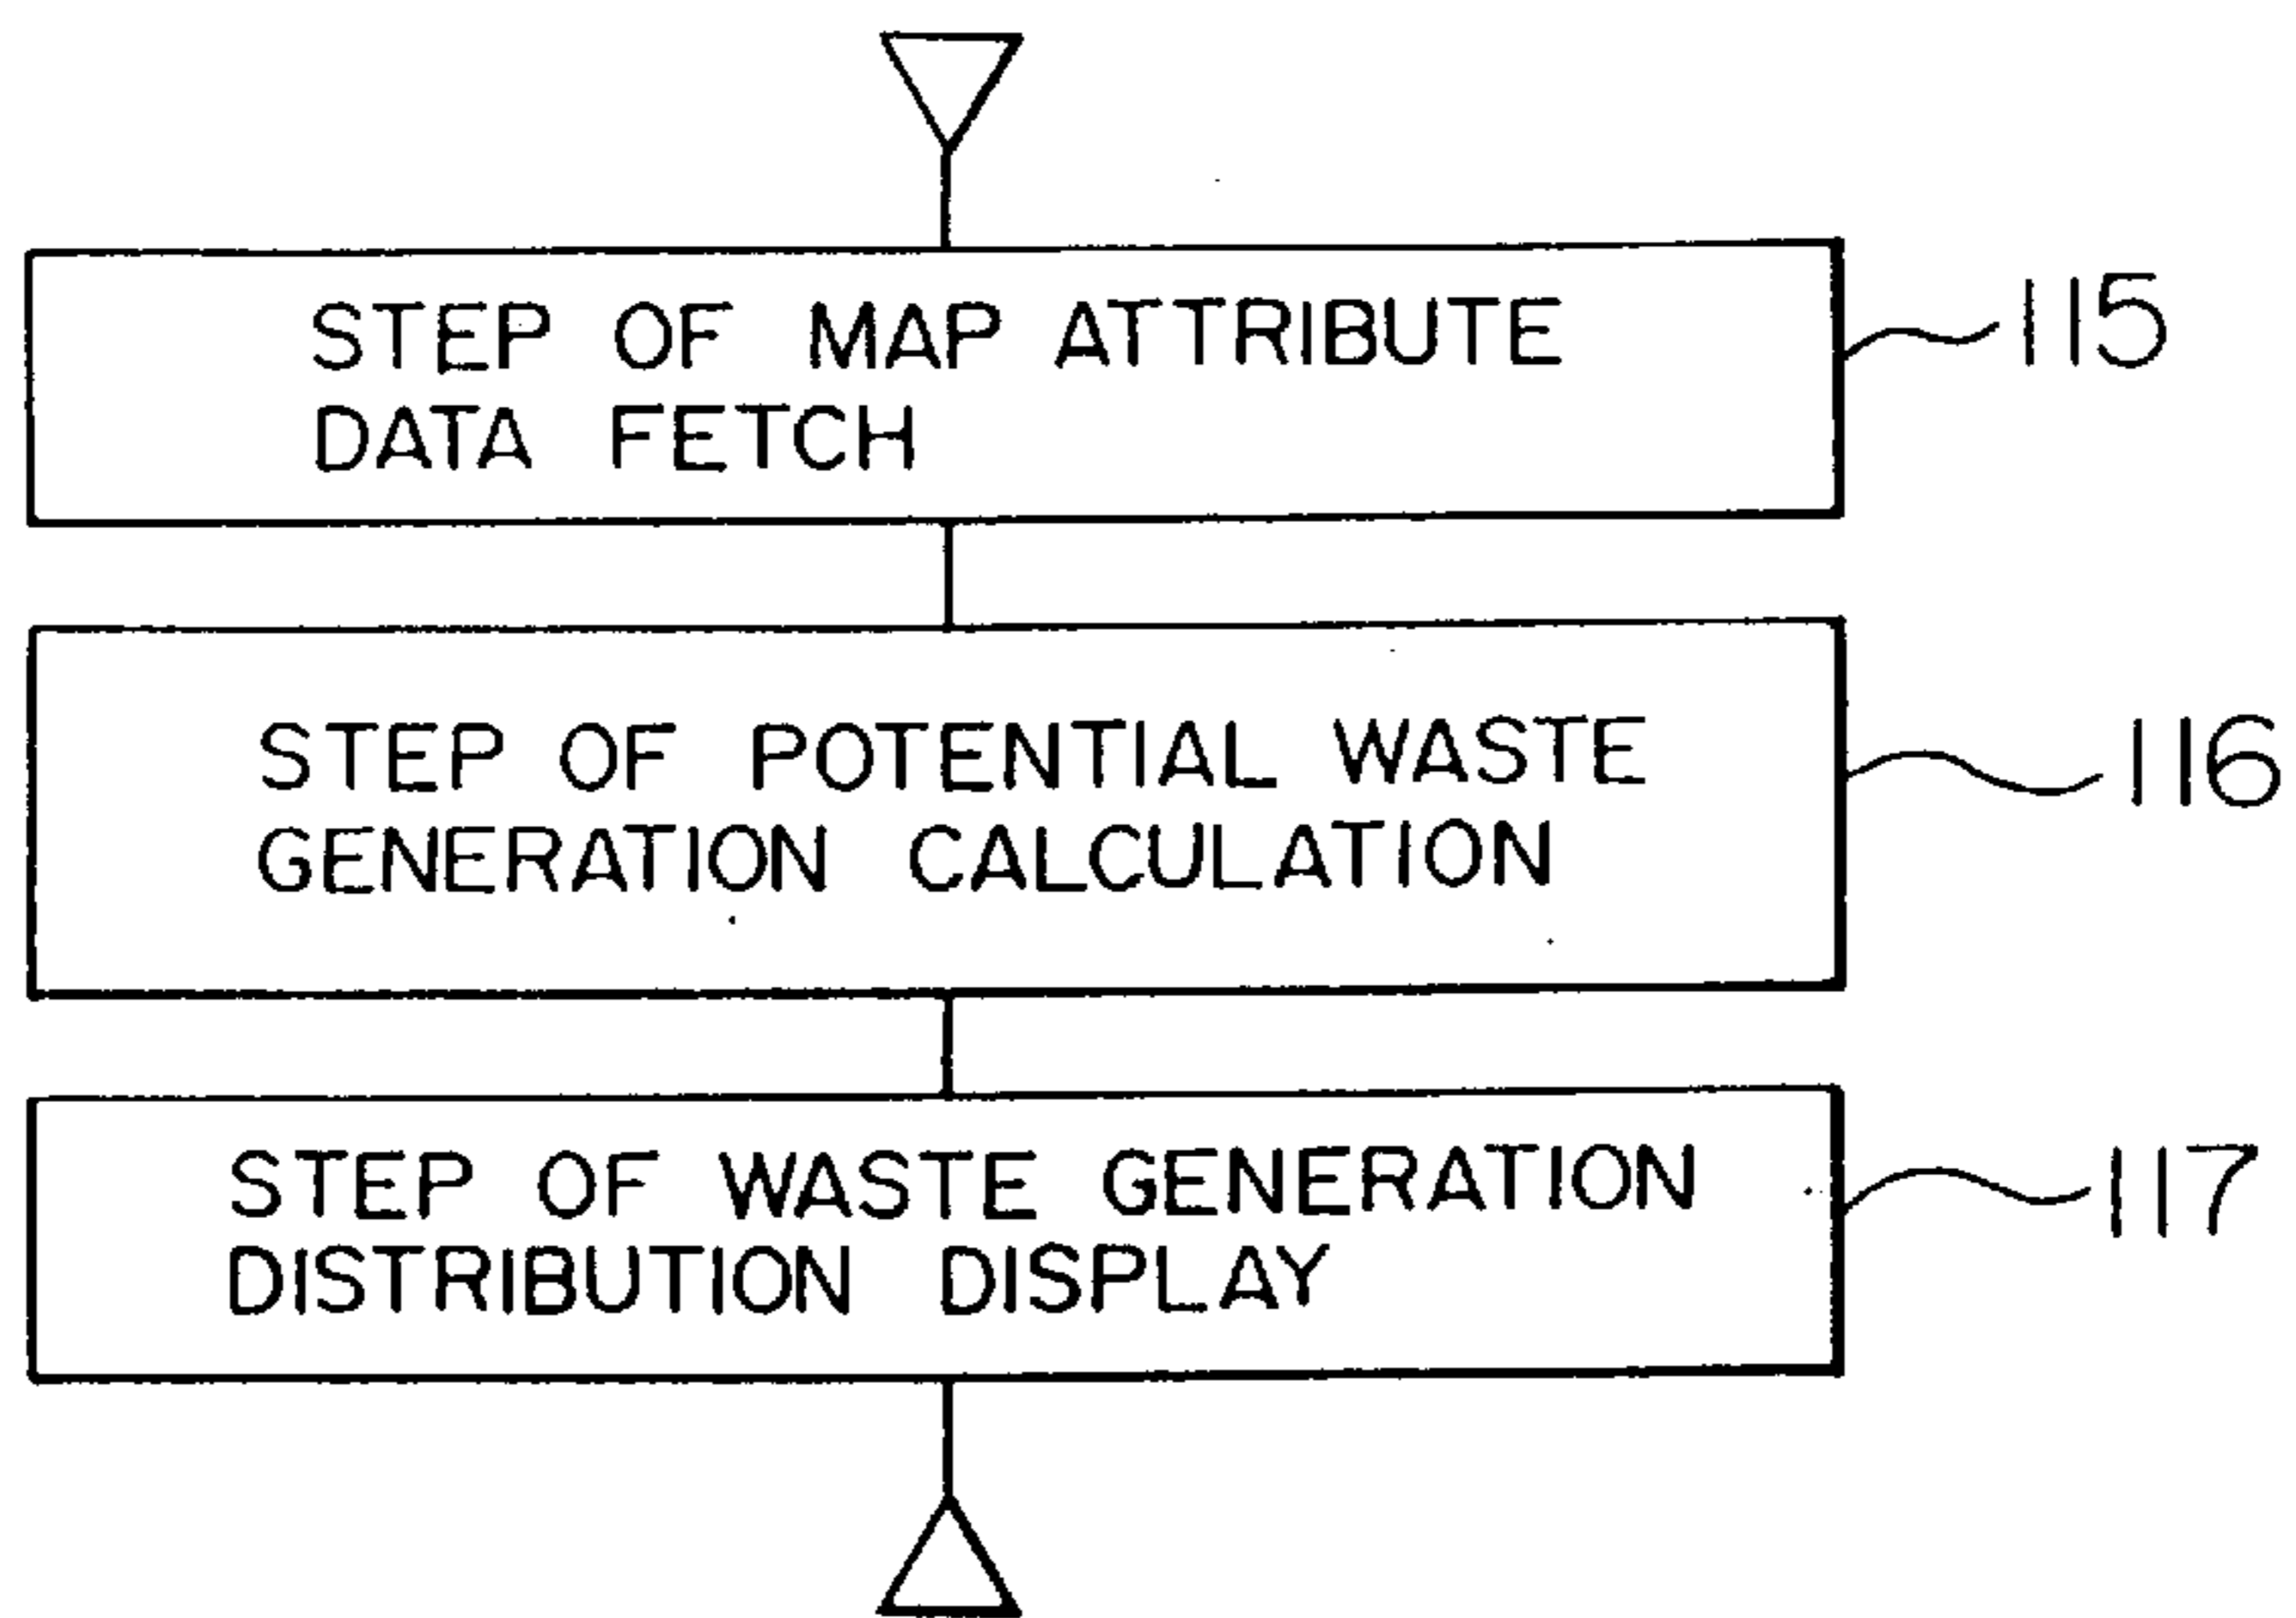 STEP OF MAP ATTRIBUTE
DATA FETCH
115
STEP OF POTENTIAL WASTE
GENERATION CALCULATION
116
STEP OF WASTE GENERATION
DISTRIBUTION DISPLAY
117